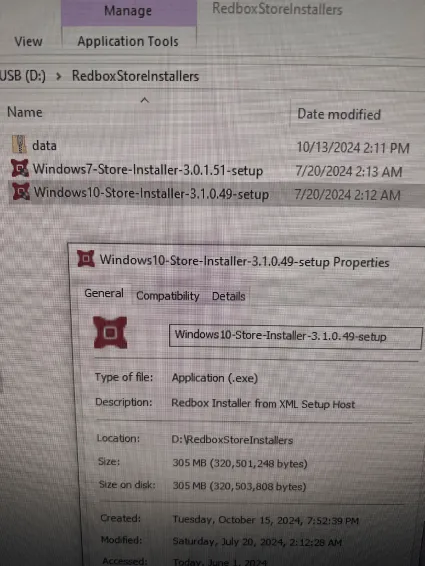 Manage RedboxStoreInstallers
View Application Tools
USB (D:) > RedboxStoreInstallers
Name Date modified
data 10/13/2024 2:11 PM
Windows7-Store-Installer-3.0.1.51-setup 7/20/2024 2:13 AM
Windows10-Store-Installer-3.1.0.49-setup 7/20/2024 2:12 AM
Windows10-Store-Installer-3.1.0.49-setup Properties
General Compatibility Details
Windows10-Store-Installer-3.1.0.49-setup
Type of file: Application (.exe)
Description: Redbox Installer from XML Setup Host
Location: D:\RedboxStoreInstallers
Size: 305 MB (320,501,248 bytes)
Size on disk: 305 MB (320,503,808 bytes)
Created: Tuesday, October 15, 2024, 7:52:39 PM
Modified: Saturday, July 20, 2024, 2:12:28 AM
Accessed: Today, June 1, 2024